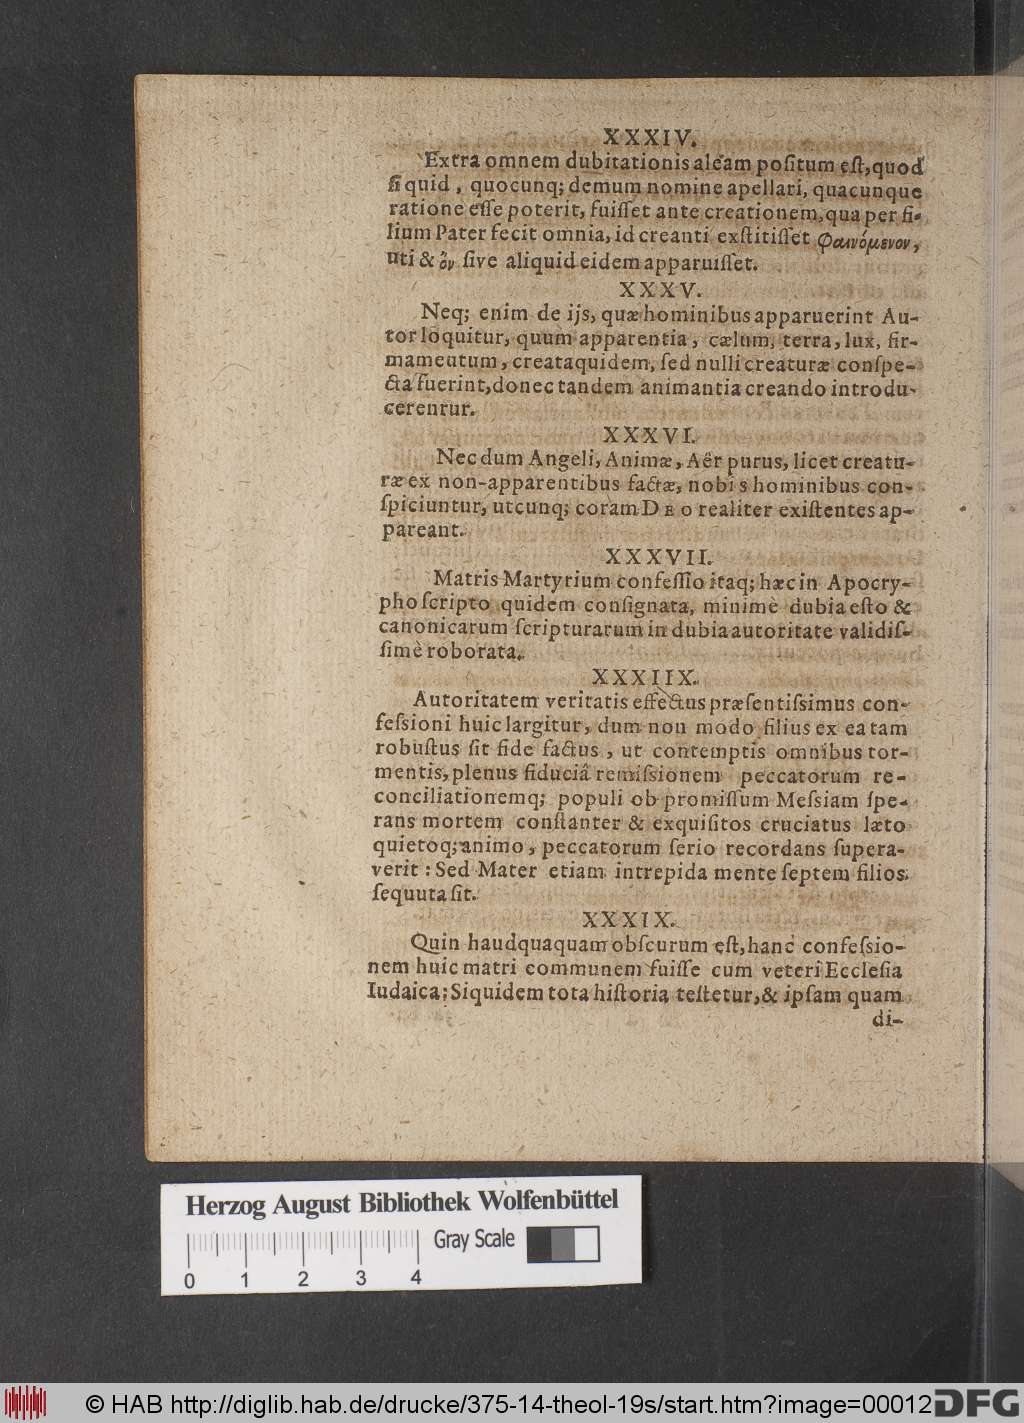 XXXIV.
Extra omnem dubitationis aleam poſitum eſt, quod
ſi quid, quocunq; demum nomine apellari, quacunque
ratione eſſe poterit, fuiſſet ante creationem, qua per fi-
lium Pater fecit omnia, id creanti exſtitiſſet φαινόμενον,
uti & ὂν ſive aliquid eidem apparuiſſet.
XXXV.
Neq; enim de ijs, quæ hominibus apparuerint Au-
tor loquitur, quum apparentia, cælum, terra, lux, fir-
mameutum, creata quidem, ſed nulli creaturæ conſpe-
cta fuerint, donec tandem animantia creando introdu-
cerenrur.
XXXVI.
Nec dum Angeli, Animæ, Aër purus, licet creatu-
ræ ex non-apparentibus factæ, nobis hominibus con-
ſpiciuntur, utcunq; coram DEO realiter exiſtentes ap-
pareant.
XXXVII.
Matris Martyrium confeſſio itaq; hæc in Apocry-
pho ſcripto quidem conſignata, minimè dubia eſto &
canonicarum ſcripturarum indubia autoritate validiſ-
ſimè roborata.
XXXIIX.
Autoritatem veritatis effectus præſentiſsimus con-
feſsioni huic largitur, dum non modo filius ex ea tam
robuſtus ſit fide factus, ut contemptis omnibus tor-
mentis, plenus fiduciâ remiſsionem peccatorum re-
conciliationemq; populi ob promiſſum Meſsiam ſpe-
rans mortem conſtanter & exquiſitos cruciatus læto
quietoq; animo, peccatorum ſerio recordans ſupera-
verit: Sed Mater etiam intrepida mente ſeptem filios
ſequuta ſit.
XXXIX.
Quin haudquaquam obſcurum eſt, hanc confeſsio-
nem huic matri communem fuiſſe cum veteri Eccleſia
Iudaica; Siquidem tota hiſtoria teſtetur, & ipſam quam
di-
Herzog August Bibliothek Wolfenbüttel
Gray Scale
0 1 2 3 4
© HAB http://diglib.hab.de/drucke/375-14-theol-19s/start.htm?image=00012
DFG